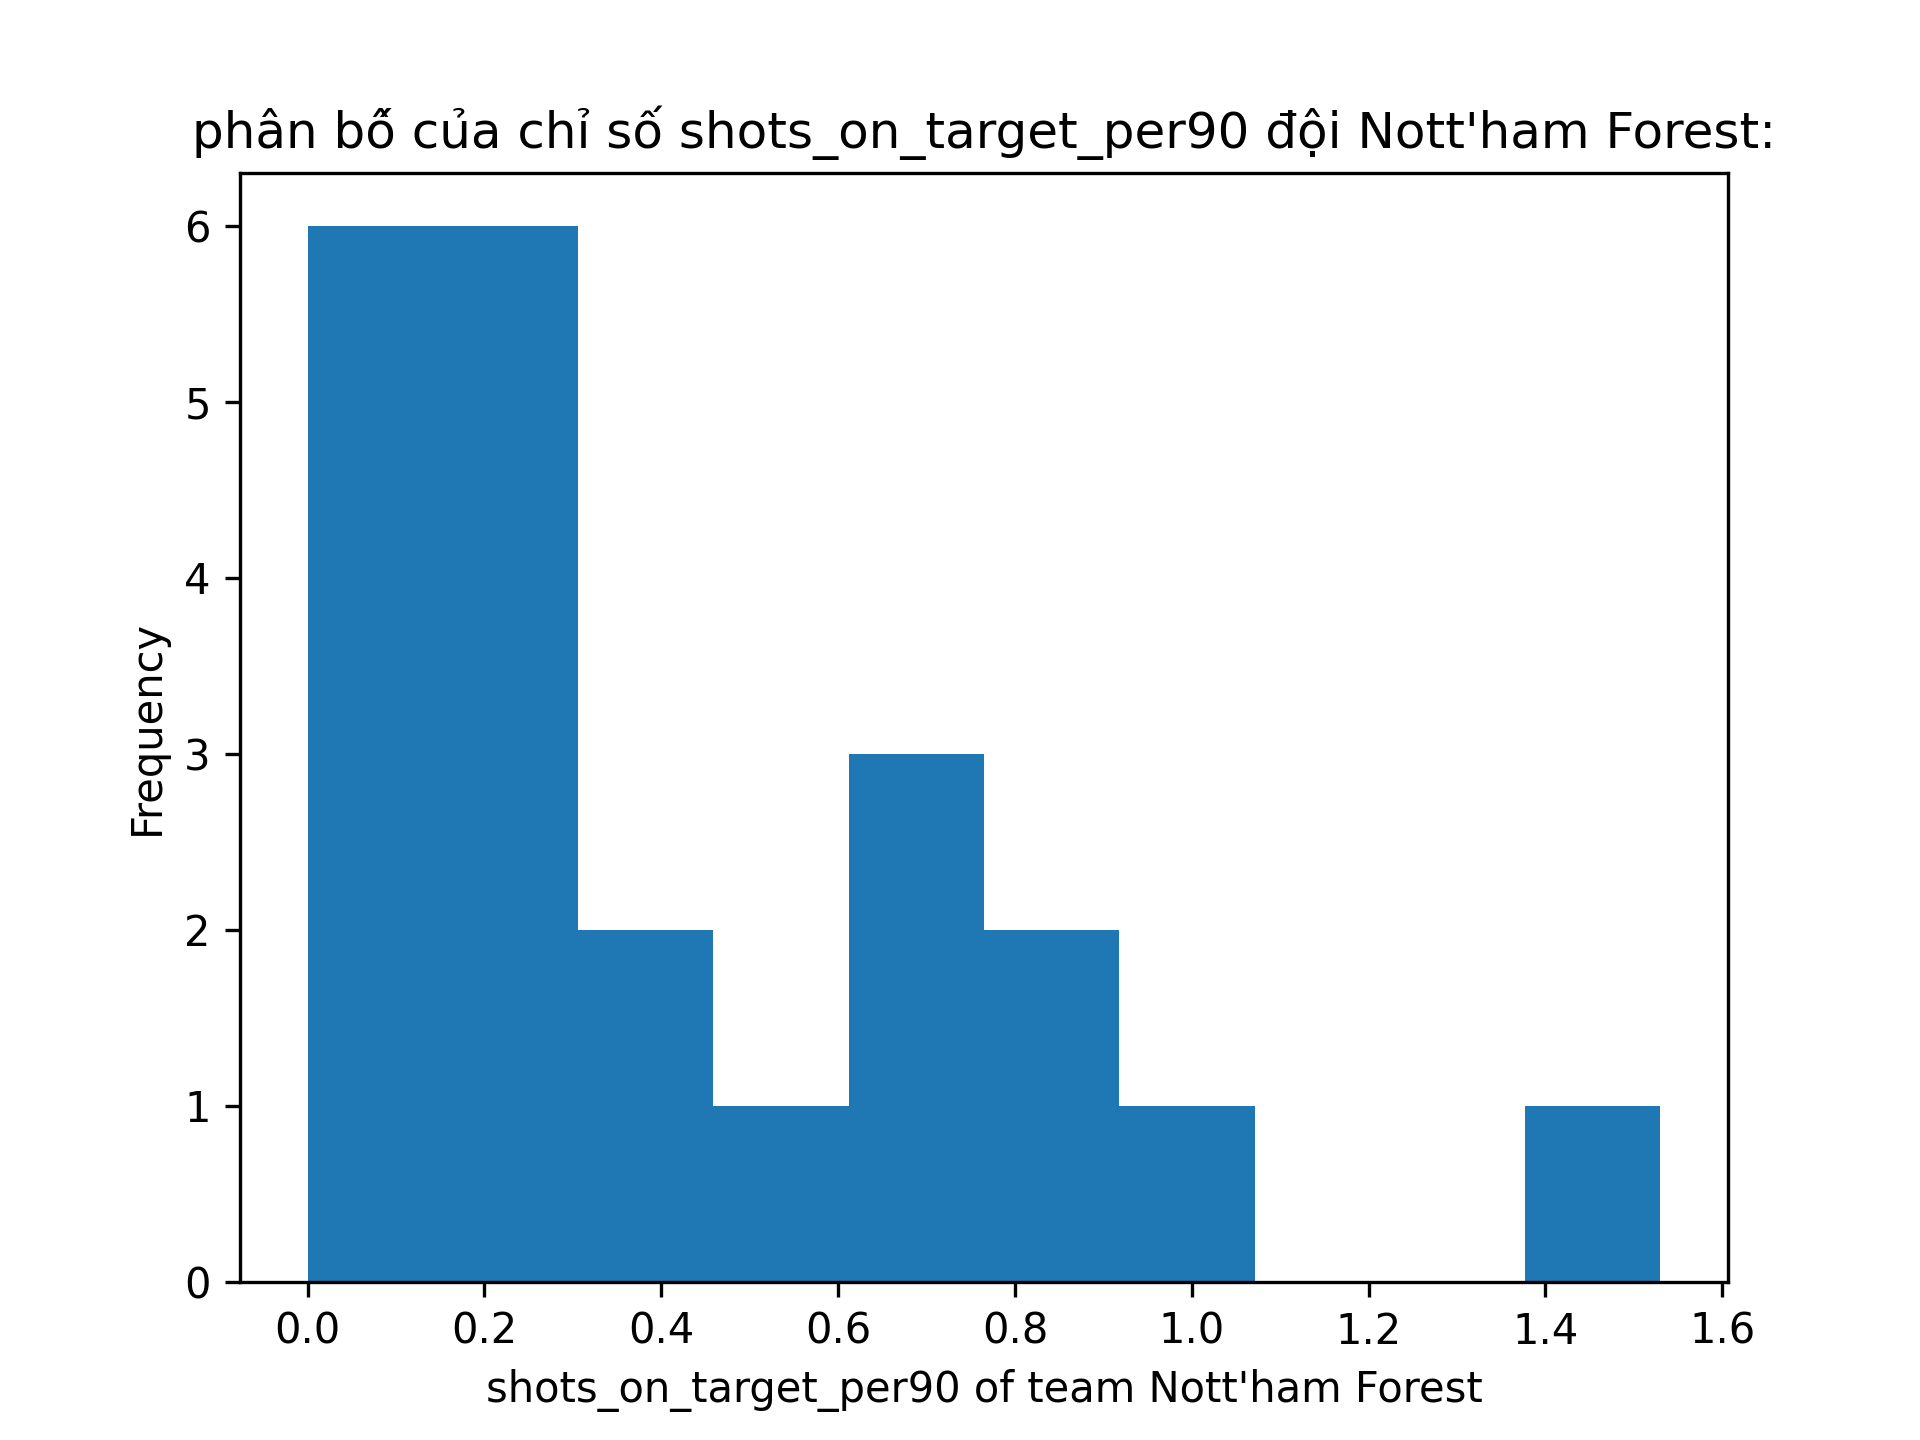 phân bố của chỉ số shots_on_target_per90 đội Nott'ham Forest:
6
5
4
3
2
1
0
Frequency
0.0 0.2 0.4 0.6 0.8 1.0 1.2 1.4 1.6
shots_on_target_per90 of team Nott'ham Forest